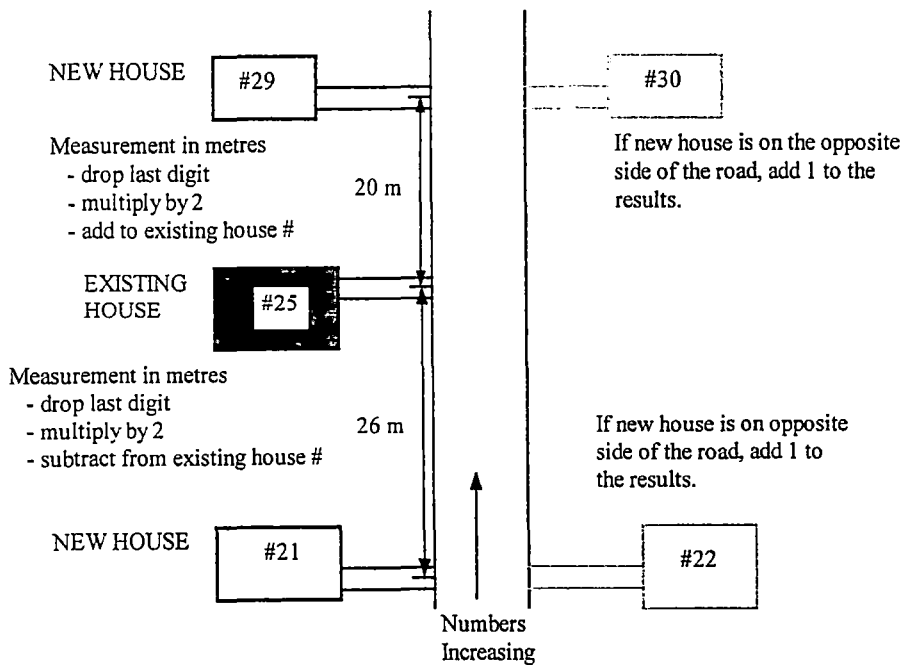 NEW HOUSE
#29
#30
Measurement in metres
- drop last digit
- multiply by 2
- add to existing house #
20 m
If new house is on the opposite
side of the road, add 1 to the
results.
EXISTING
HOUSE
#25
Measurement in metres
- drop last digit
- multiply by 2
- subtract from existing house #
26 m
If new house is on opposite
side of the road, add 1 to
the results.
NEW HOUSE
#21
#22
Numbers
Increasing